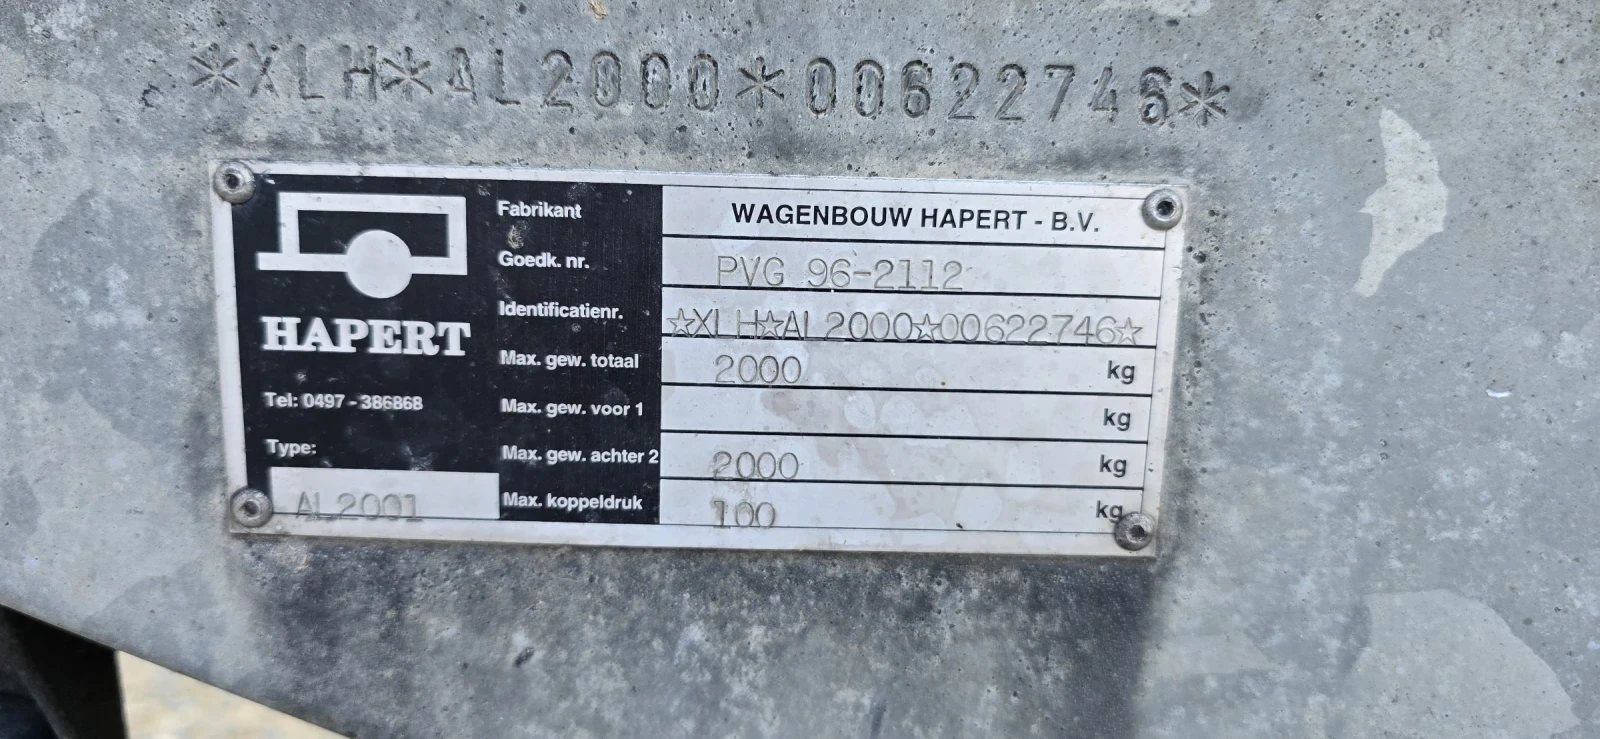 *XLH*AL2000*00622746*
HAPERT
Tel: 0497 - 386868
Type:
AL2001
Fabrikant WAGENBOUW HAPERT - B.V.
Goedk. nr. PVG 96-2112
Identificatienr. ☆XLH☆AL2000☆00622746☆
Max. gew. totaal 2000 kg
Max. gew. voor 1 kg
Max. gew. achter 2 2000 kg
Max. koppeldruk 100 kg